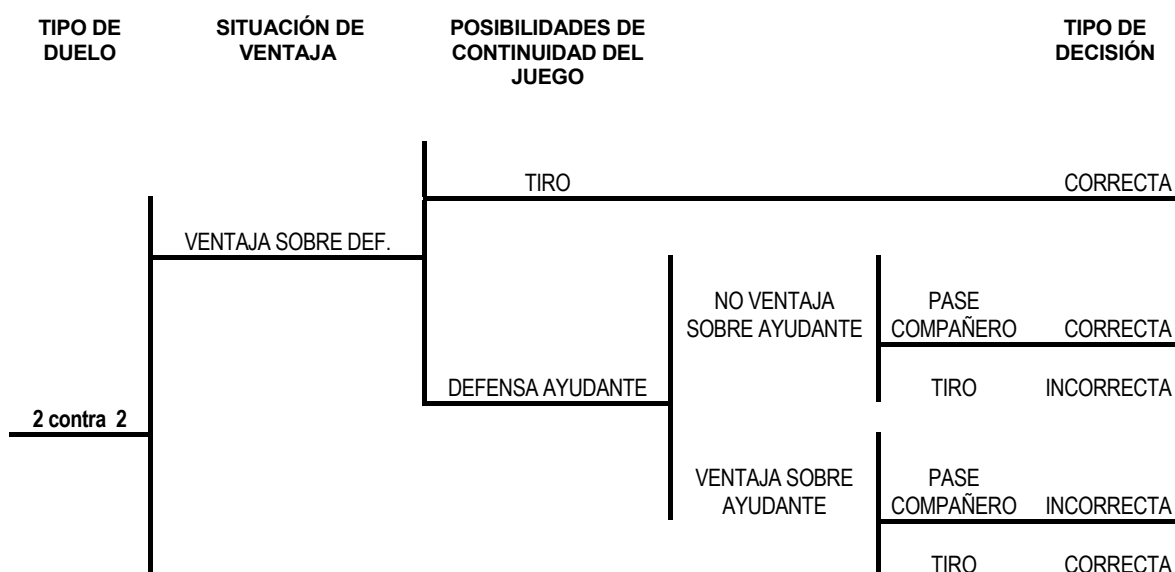 TIPO DE
DUELO
SITUACIÓN DE
VENTAJA
POSIBILIDADES DE
CONTINUIDAD DEL
JUEGO
TIPO DE
DECISIÓN
TIRO
CORRECTA
VENTAJA SOBRE DEF.
NO VENTAJA
SOBRE AYUDANTE
PASE
COMPAÑERO
CORRECTA
DEFENSA AYUDANTE
TIRO
INCORRECTA
2 contra 2
VENTAJA SOBRE
AYUDANTE
PASE
COMPAÑERO
INCORRECTA
TIRO
CORRECTA